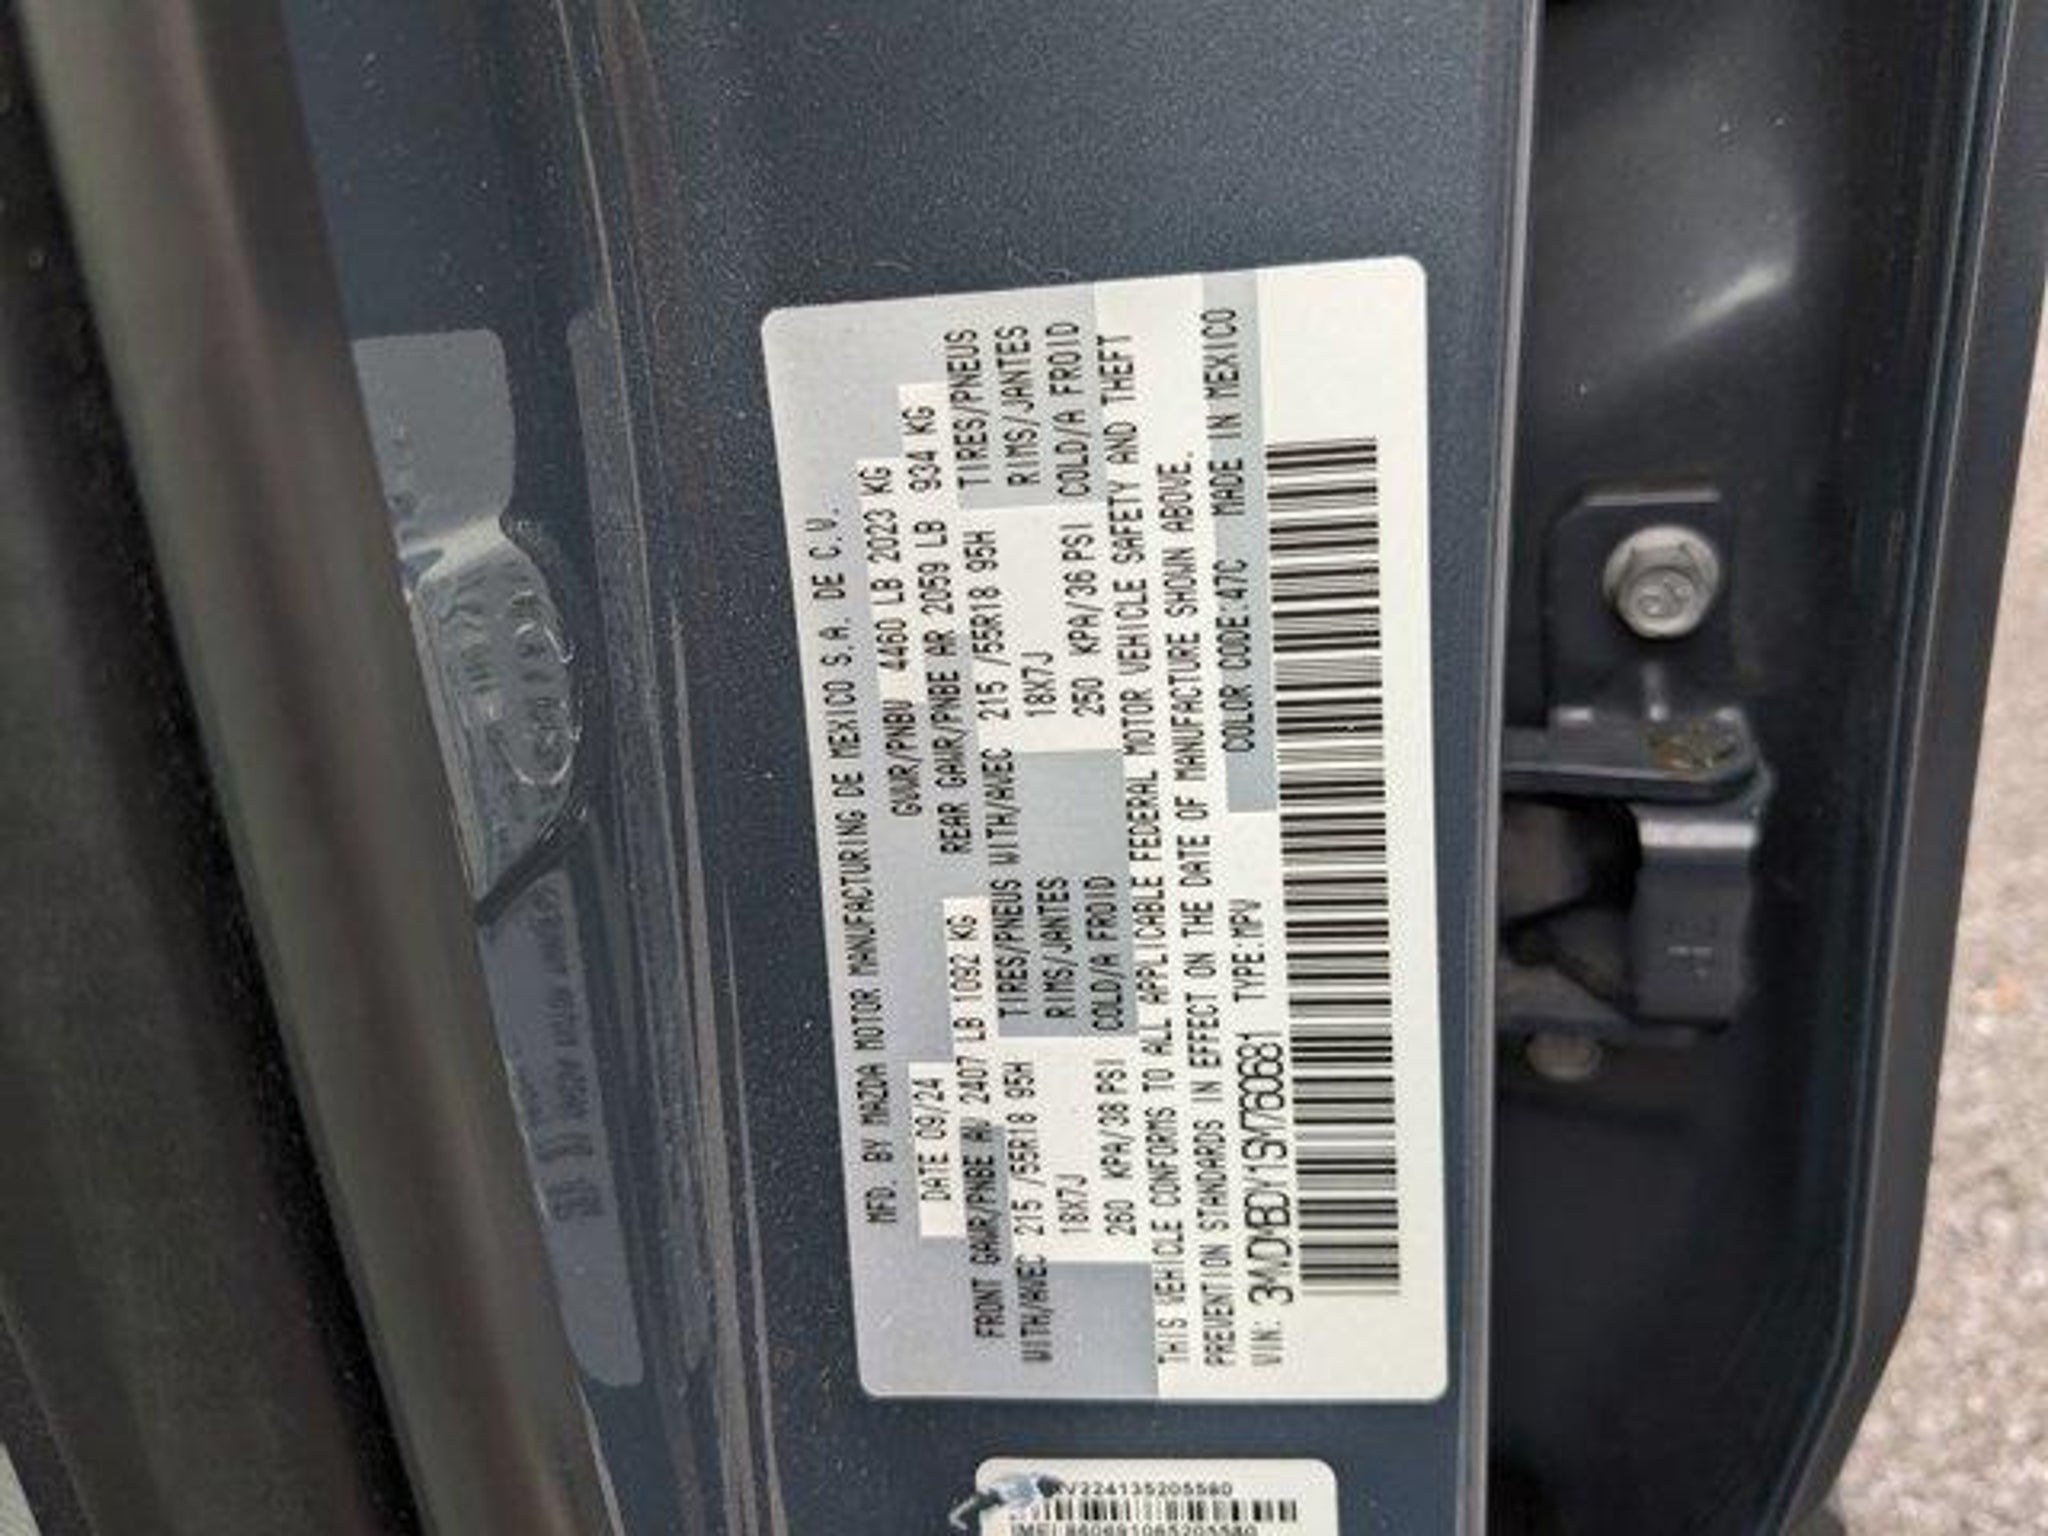 MFD. BY MAZDA MOTOR MANUFACTURING DE MEXICO S.A. DE C.V.
DATE 09/24 GVWR/PNBV 4460 LB 2023 KG
FRONT GAWR/PNBE AV 2407 LB 1092 KG REAR GAWR/PNBE AR 2059 LB 934 KG
WITH/AVEC 215 /55R18 95H TIRES/PNEUS WITH/AVEC 215 /55R18 95H TIRES/PNEUS
18X7J RIMS/JANTES 18X7J RIMS/JANTES
260 KPA/38 PSI COLD/A FROID 250 KPA/36 PSI COLD/A FROID
THIS VEHICLE CONFORMS TO ALL APPLICABLE FEDERAL MOTOR VEHICLE SAFETY AND THEFT
PREVENTION STANDARDS IN EFFECT ON THE DATE OF MANUFACTURE SHOWN ABOVE.
VIN: 3MVDMBDY1SM760681 TYPE:MPV COLOR CODE:47C MADE IN MEXICO
V224135205580
IMEI 860691065205580